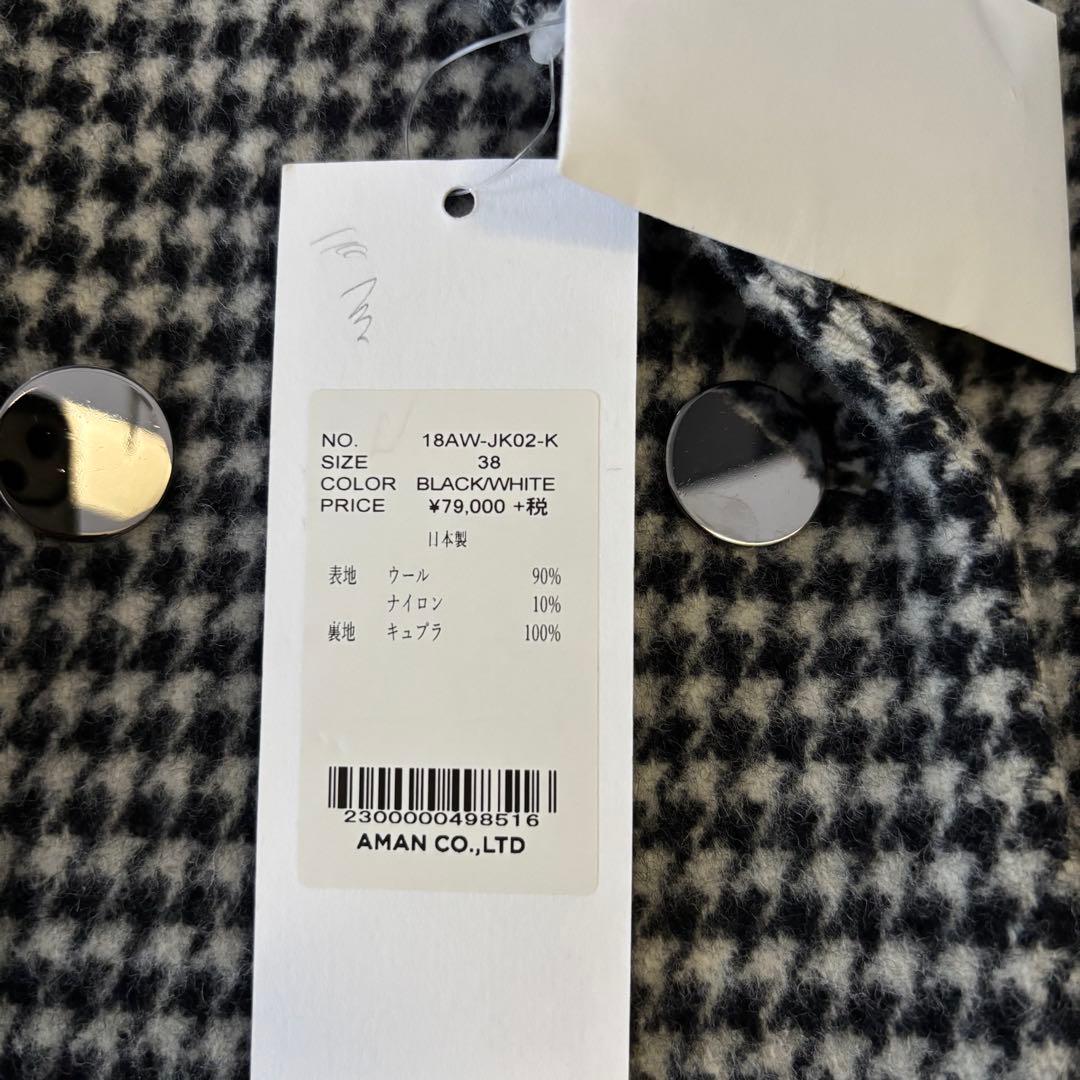 NO. 18AW-JK02-K
SIZE 38
COLOR BLACK/WHITE
PRICE ¥79,000 +税
日本製
表地 ウール 90%
ナイロン 10%
裏地 キュプラ 100%
2300000498516
AMAN CO.,LTD